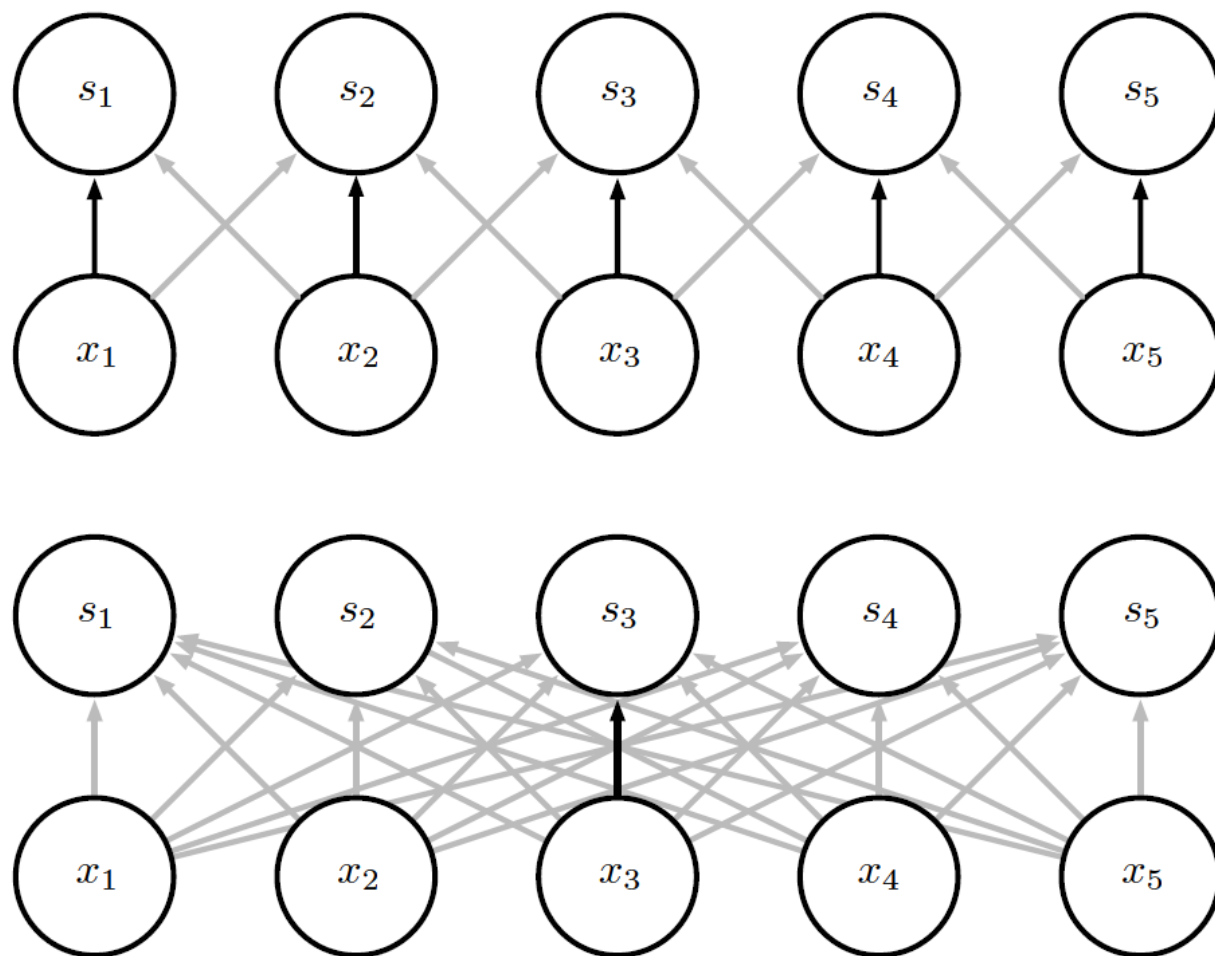 s₁ s₂ s₃ s₄ s₅
x₁ x₂ x₃ x₄ x₅
s₁ s₂ s₃ s₄ s₅
x₁ x₂ x₃ x₄ x₅